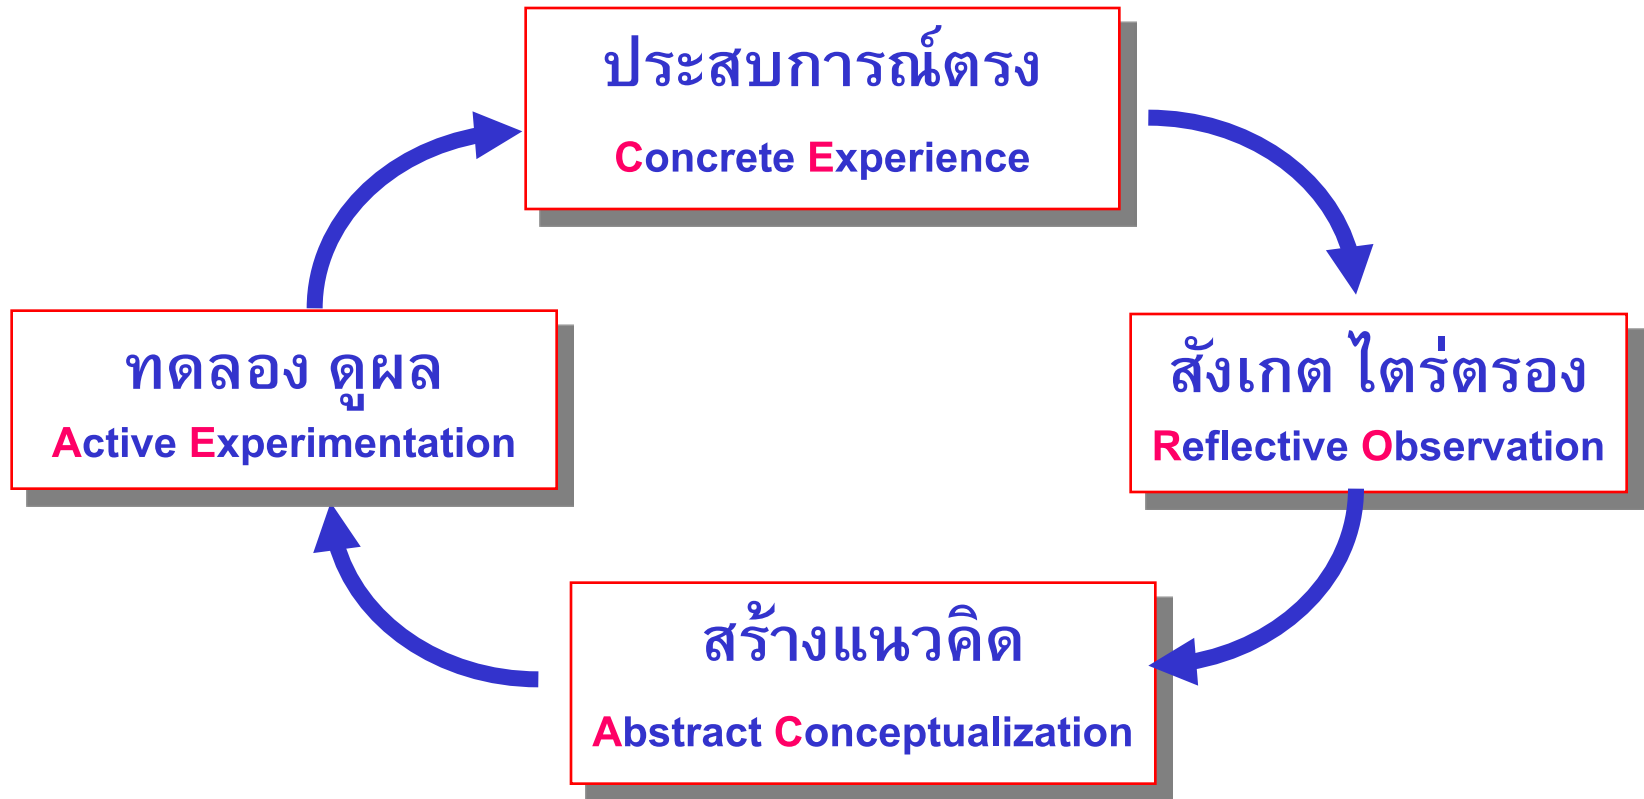 ประสบการณ์ตรง
Concrete Experience
สังเกต ไตร่ตรอง
Reflective Observation
สร้างแนวคิด
Abstract Conceptualization
ทดลอง ดูผล
Active Experimentation